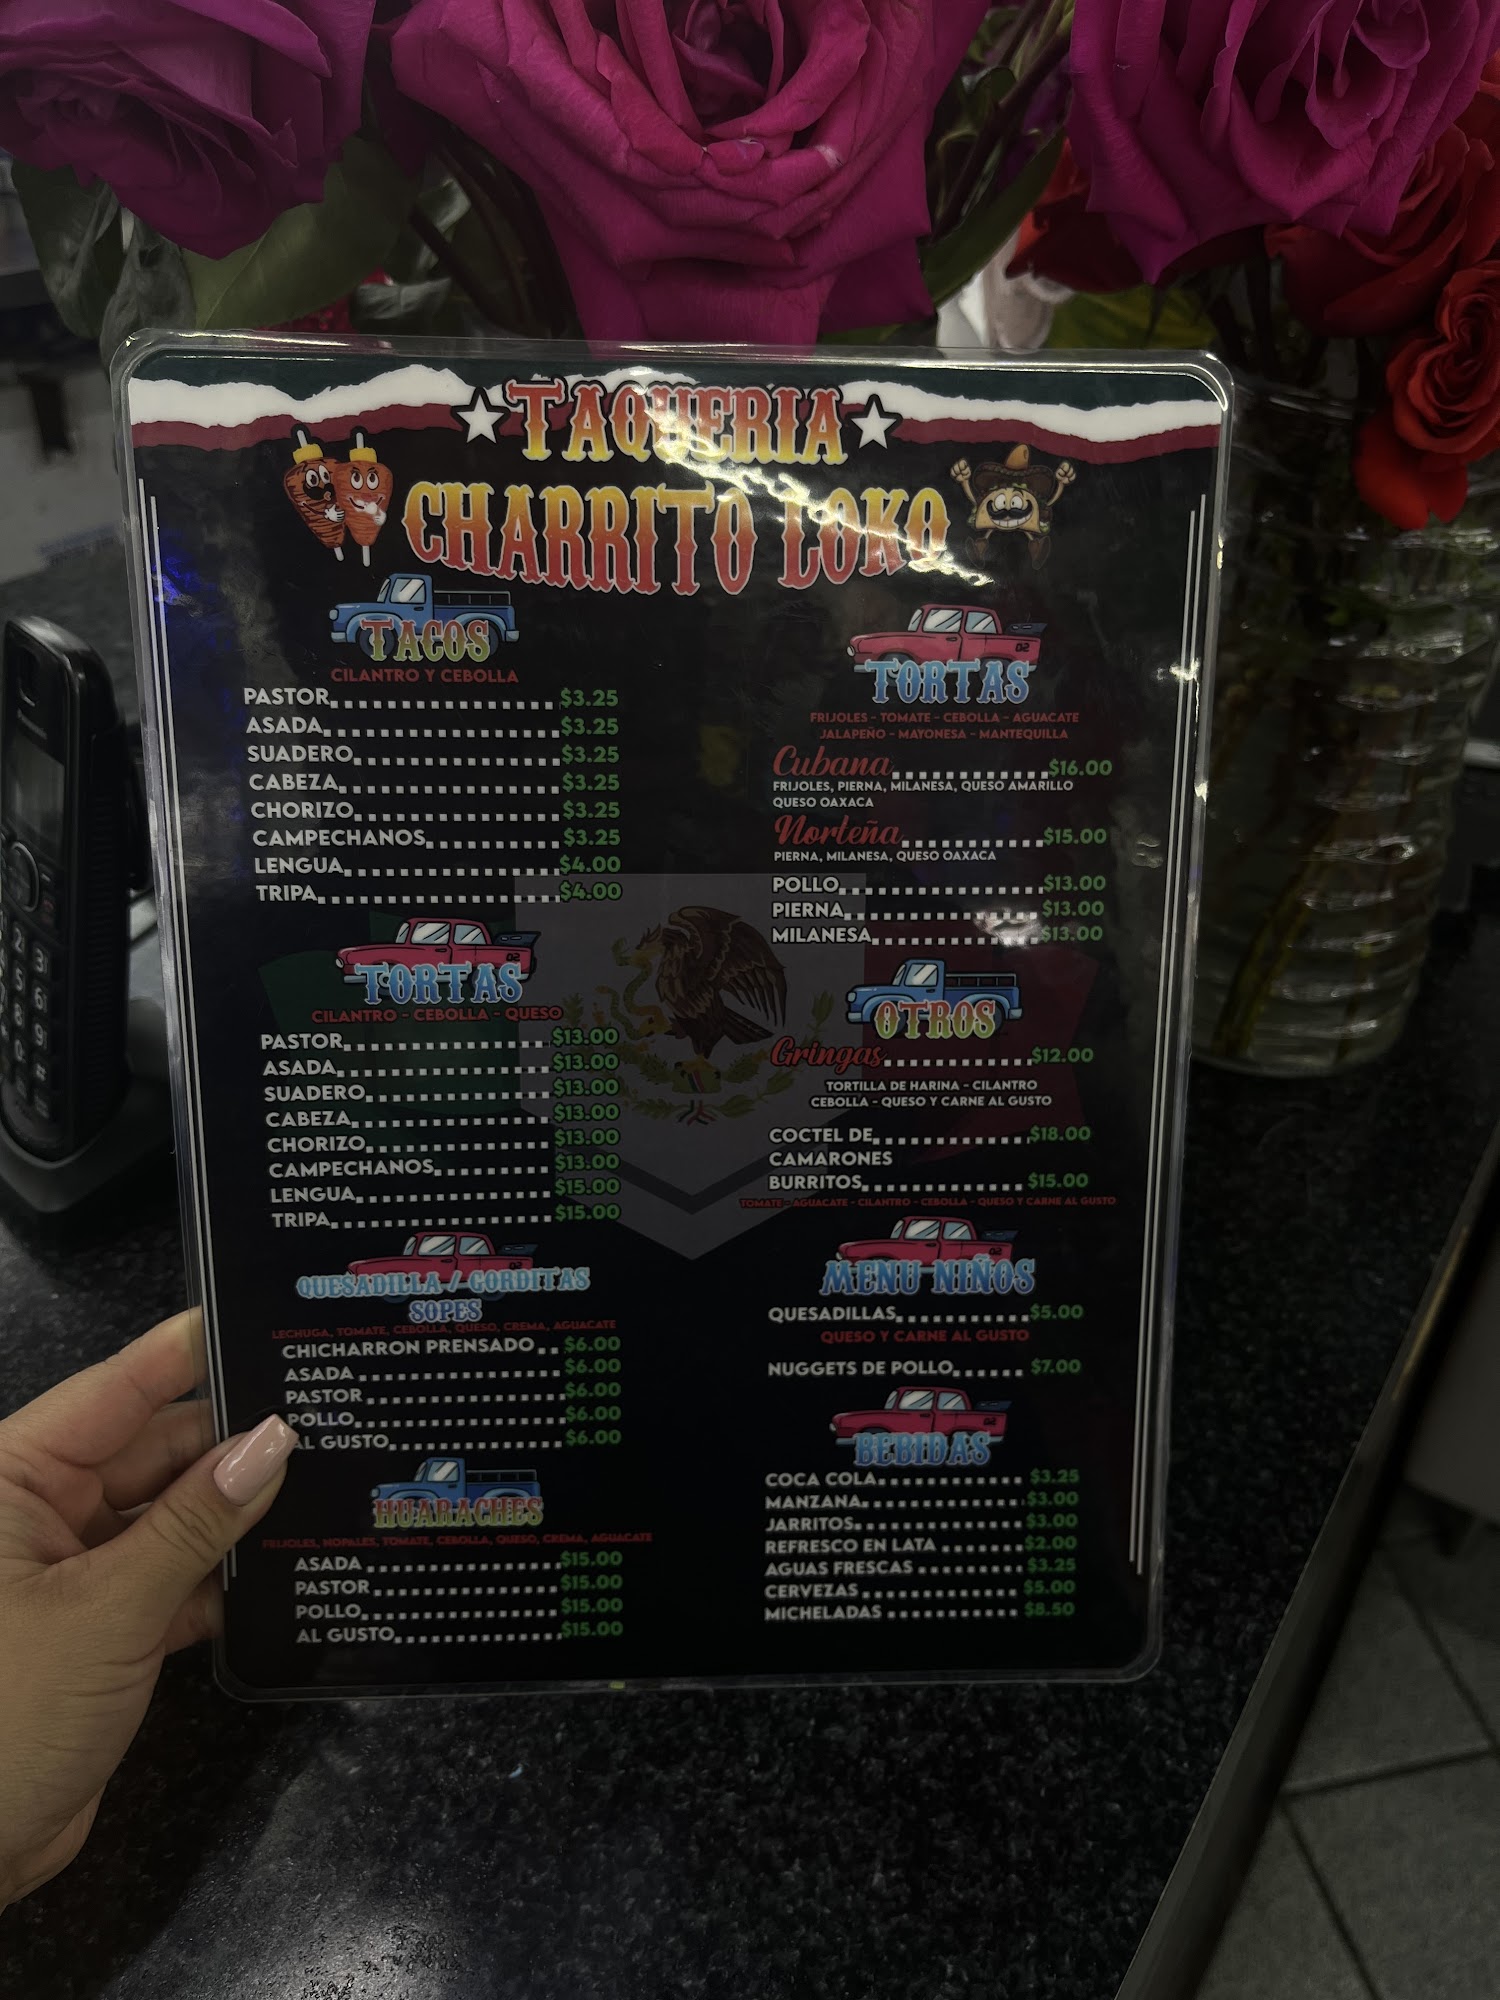 TAQUERIA
CHARRITO LOKO
TACOS
CILANTRO Y CEBOLLA
PASTOR $3.25
ASADA $3.25
SUADERO $3.25
CABEZA $3.25
CHORIZO $3.25
CAMPECHANOS $3.25
LENGUA $4.00
TRIPA $4.00
TORTAS
CILANTRO - CEBOLLA - QUESO
PASTOR $13.00
ASADA $13.00
SUADERO $13.00
CABEZA $13.00
CHORIZO $13.00
CAMPECHANOS $13.00
LENGUA $15.00
TRIPA $15.00
QUESADILLA / GORDITAS
SOPES
LECHUGA, TOMATE, CEBOLLA, QUESO, CREMA, AGUACATE
CHICHARRON PRENSADO $6.00
ASADA $6.00
PASTOR $6.00
POLLO $6.00
AL GUSTO $6.00
HUARACHES
FRIJOLES, NOPALES, TOMATE, CEBOLLA, QUESO, CREMA, AGUACATE
ASADA $15.00
PASTOR $15.00
POLLO $15.00
AL GUSTO $15.00
TORTAS
FRIJOLES - TOMATE - CEBOLLA - AGUACATE
JALAPEÑO - MAYONESA - MANTEQUILLA
Cubana $16.00
FRIJOLES, PIERNA, MILANESA, QUESO AMARILLO
QUESO OAXACA
Norteña $15.00
PIERNA, MILANESA, QUESO OAXACA
POLLO $13.00
PIERNA $13.00
MILANESA $13.00
OTROS
Gringas $12.00
TORTILLA DE HARINA - CILANTRO
CEBOLLA - QUESO Y CARNE AL GUSTO
COCTEL DE $18.00
CAMARONES
BURRITOS $15.00
TOMATE - AGUACATE - CILANTRO - CEBOLLA - QUESO Y CARNE AL GUSTO
MENU NIÑOS
QUESADILLAS $5.00
QUESO Y CARNE AL GUSTO
NUGGETS DE POLLO $7.00
BEBIDAS
COCA COLA $3.25
MANZANA $3.00
JARRITOS $3.00
REFRESCO EN LATA $2.00
AGUAS FRESCAS $3.25
CERVEZAS $5.00
MICHELADAS $8.50